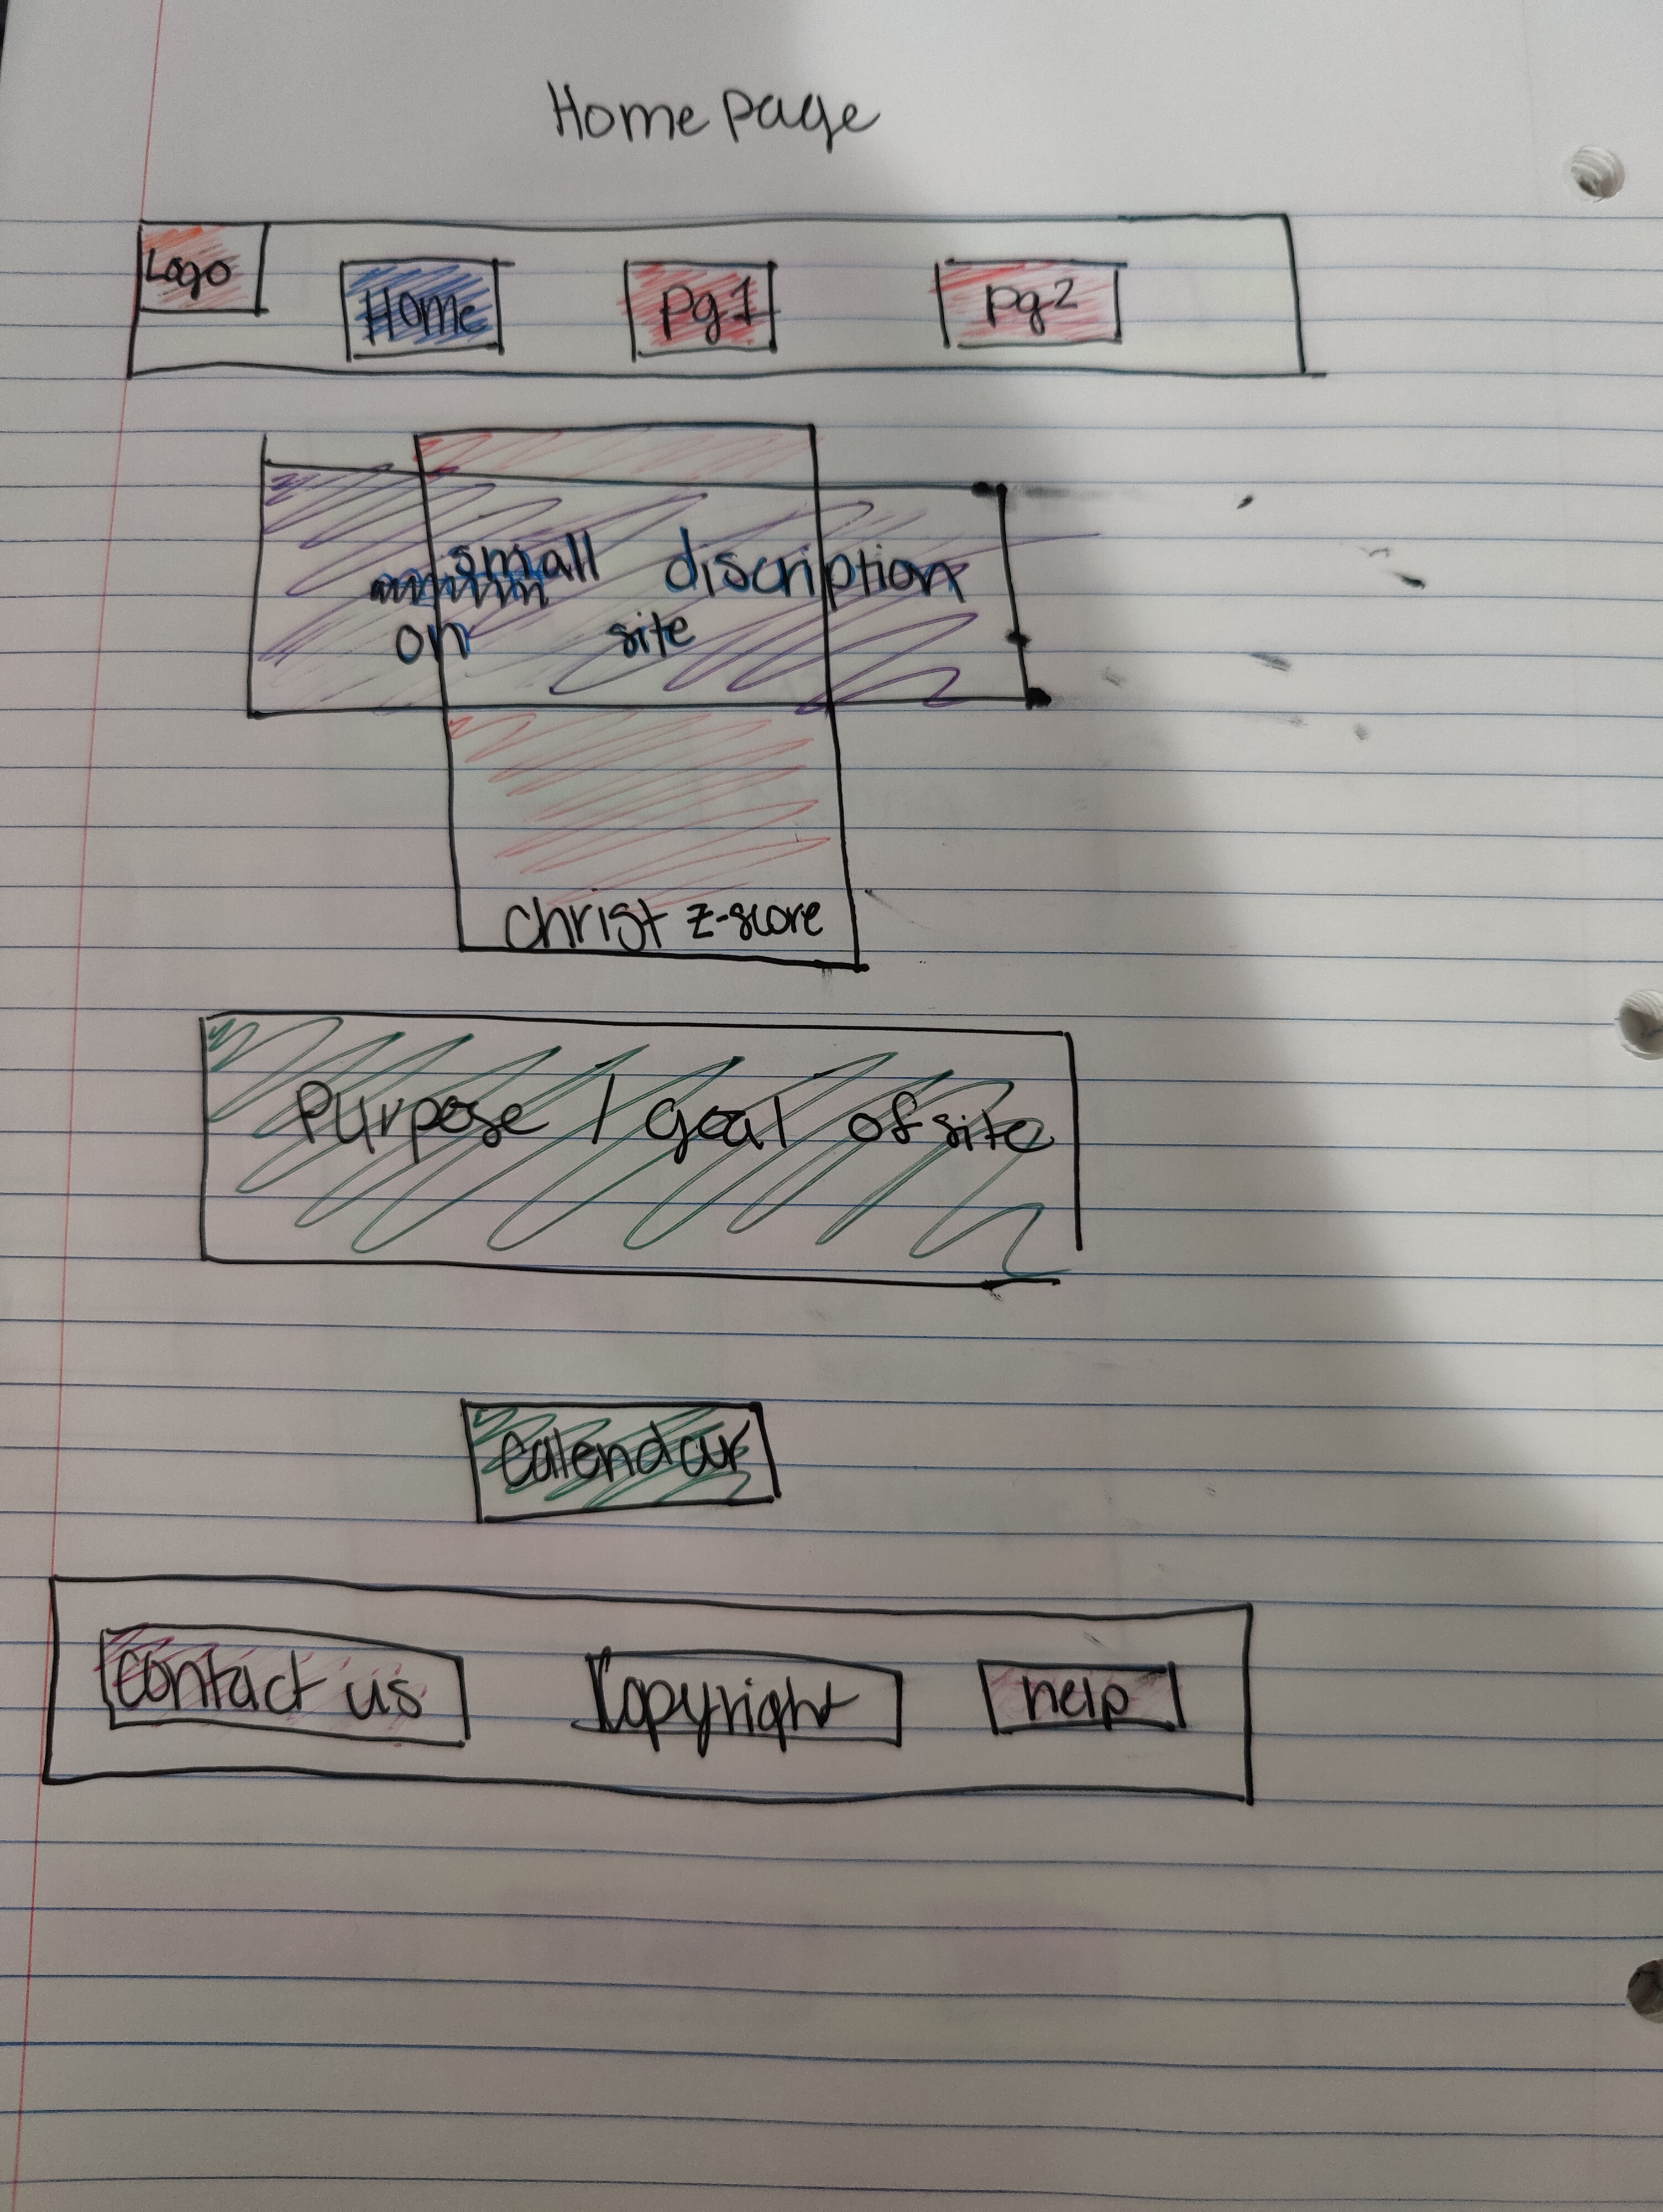 Home page
Logo
Home
Pg 1
Pg 2
small discription
on site
christ z-score
Purpose / goal of site
Calendar
Contact us
Copyright
help